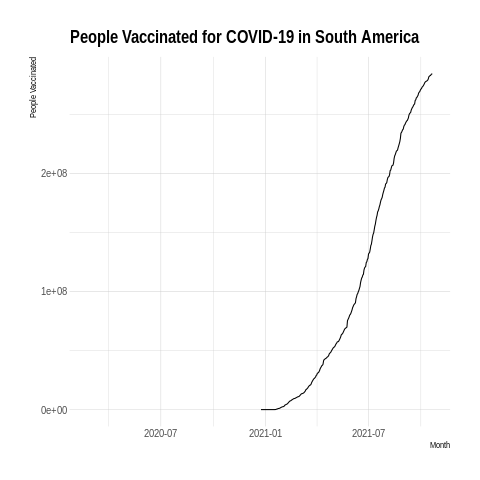 People Vaccinated for COVID-19 in South America
People Vaccinated
2e+08
1e+08
0e+00
2020-07 2021-01 2021-07
Month